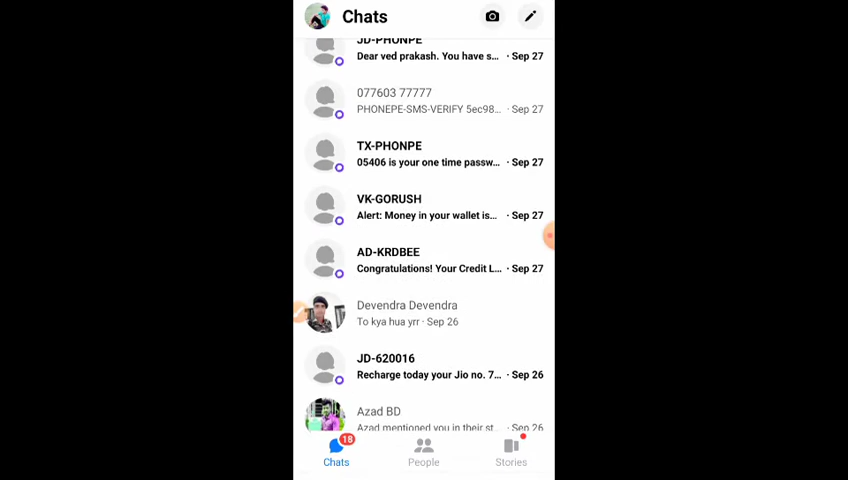 Chats
JD-PHONPE
Dear ved prakash. You have s... · Sep 27
077603 77777
PHONEPE-SMS-VERIFY 5ec98... · Sep 27
TX-PHONPE
05406 is your one time passw... · Sep 27
VK-GORUSH
Alert: Money in your wallet is... · Sep 27
AD-KRDBEE
Congratulations! Your Credit L... · Sep 27
Devendra Devendra
To kya hua yrr · Sep 26
JD-620016
Recharge today your Jio no. 7... · Sep 26
Azad BD
Azad mentioned you in their st... · Sep 26
18
Chats
People
Stories